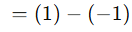 = (1) − (−1)